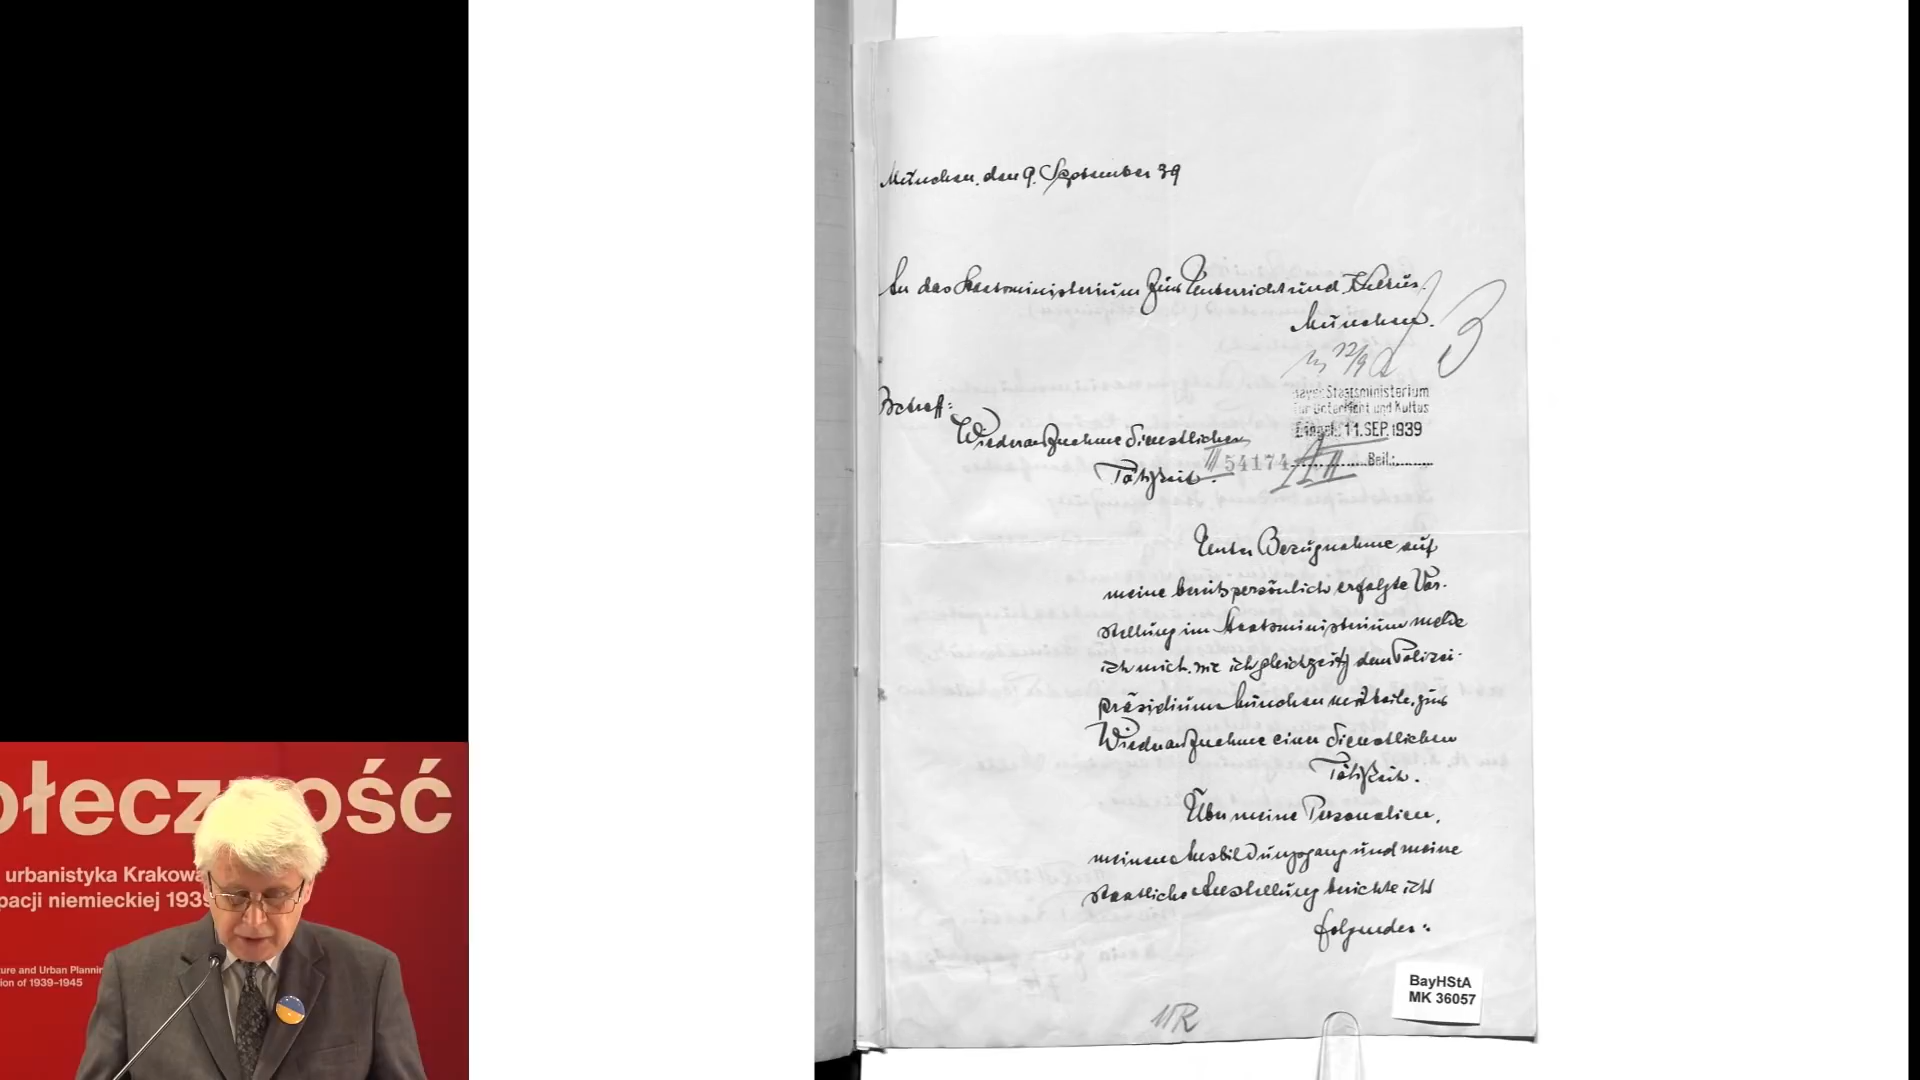 połeczność
urbanistyka Krakowa
pacji niemieckiej 1939
ure and Urban Plannin
ion of 1939–1945
München, den 9. September 39
An das Staatsministerium für Unterricht und Kultus,
München.
Bayer. Staatsministerium
für Unterricht und Kultus
Eingel.: 11. SEP. 1939
II 54174 Beil.:
Betreff:
Wiederaufnahme dienstlicher
Tätigkeit.
Unter Bezugnahme auf
meine bereits persönlich erfolgte Vor-
stellung im Staatsministerium melde
ich mich, wie ich gleichzeitig dem Polizei-
präsidium München mitteile, zur
Wiederaufnahme einer dienstlichen
Tätigkeit.
Über meine Personalien,
meinen Ausbildungsgang und meine
staatliche Anstellung berichte ich
folgendes:
BayHStA
MK 36057